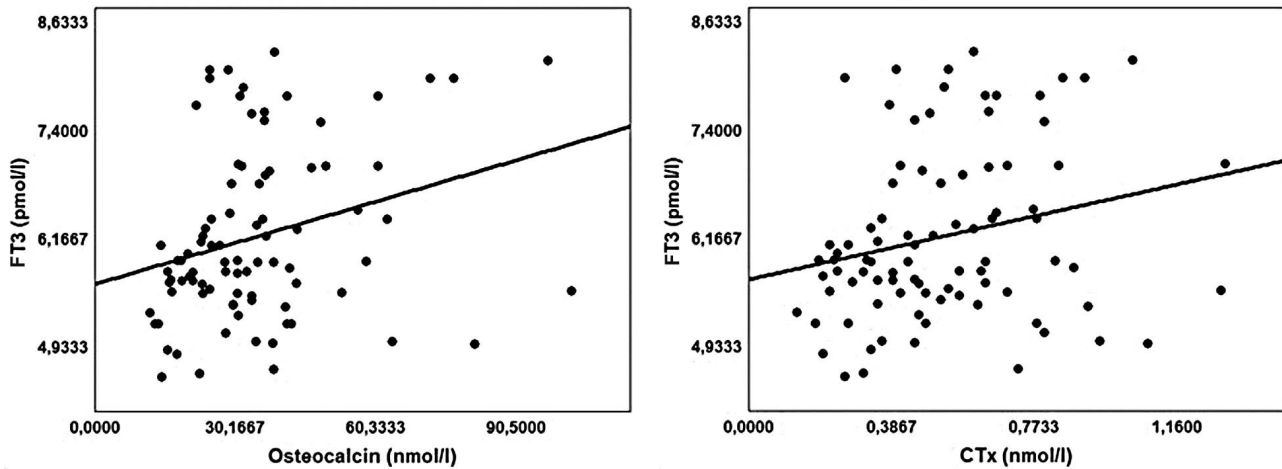 8,6333
7,4000
6,1667
4,9333
FT3 (pmol/l)
0,0000 30,1667 60,3333 90,5000
Osteocalcin (nmol/l)
8,6333
7,4000
6,1667
4,9333
FT3 (pmol/l)
0,0000 0,3867 0,7733 1,1600
CTx (nmol/l)